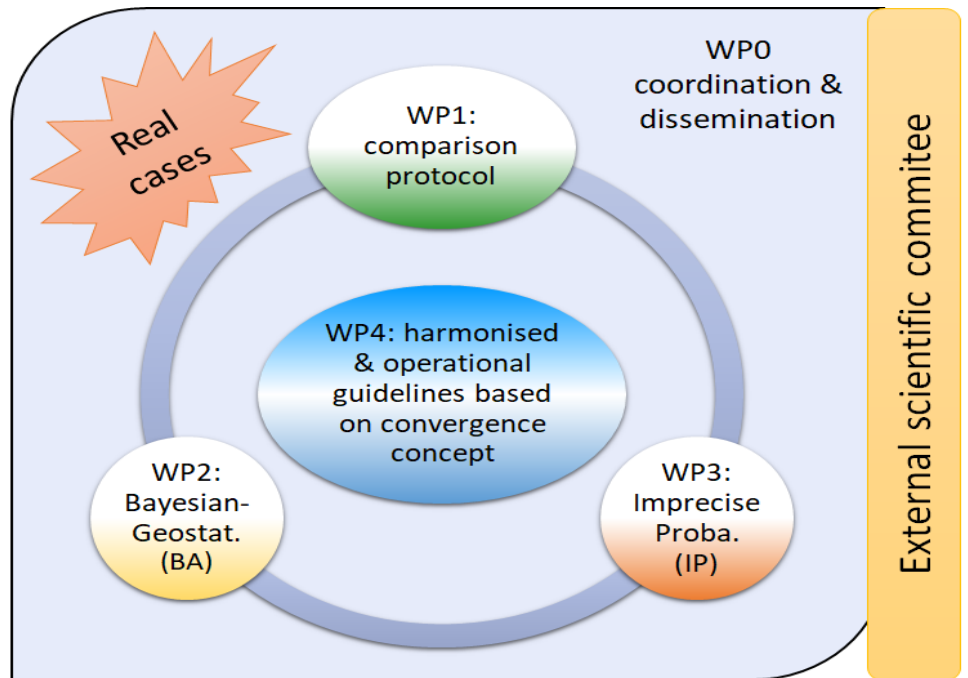 Real
cases
WP1:
comparison
protocol
WP0
coordination &
dissemination
WP4: harmonised
& operational
guidelines based
on convergence
concept
WP2:
Bayesian-
Geostat.
(BA)
WP3:
Imprecise
Proba.
(IP)
External scientific commitee